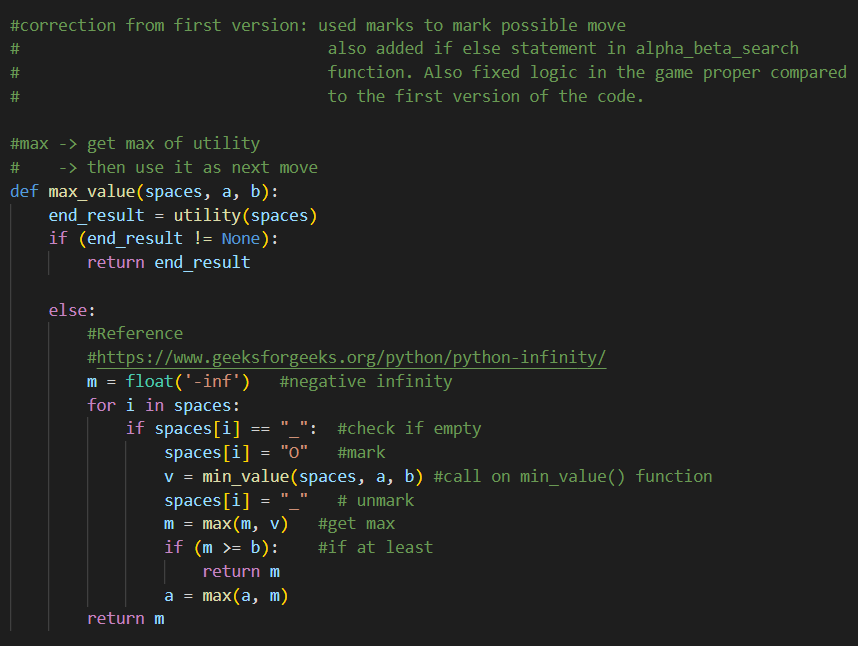 #correction from first version: used marks to mark possible move
#                                also added if else statement in alpha_beta_search
#                                function. Also fixed logic in the game proper compared
#                                to the first version of the code.

#max -> get max of utility
#    -> then use it as next move
def max_value(spaces, a, b):
    end_result = utility(spaces)
    if (end_result != None):
        return end_result

    else:
        #Reference
        #https://www.geeksforgeeks.org/python/python-infinity/
        m = float('-inf')   #negative infinity
        for i in spaces:
            if spaces[i] == "_":  #check if empty
                spaces[i] = "O"   #mark
                v = min_value(spaces, a, b) #call on min_value() function
                spaces[i] = "_"   # unmark
                m = max(m, v)   #get max
                if (m >= b):    #if at least
                    return m
                a = max(a, m)
        return m